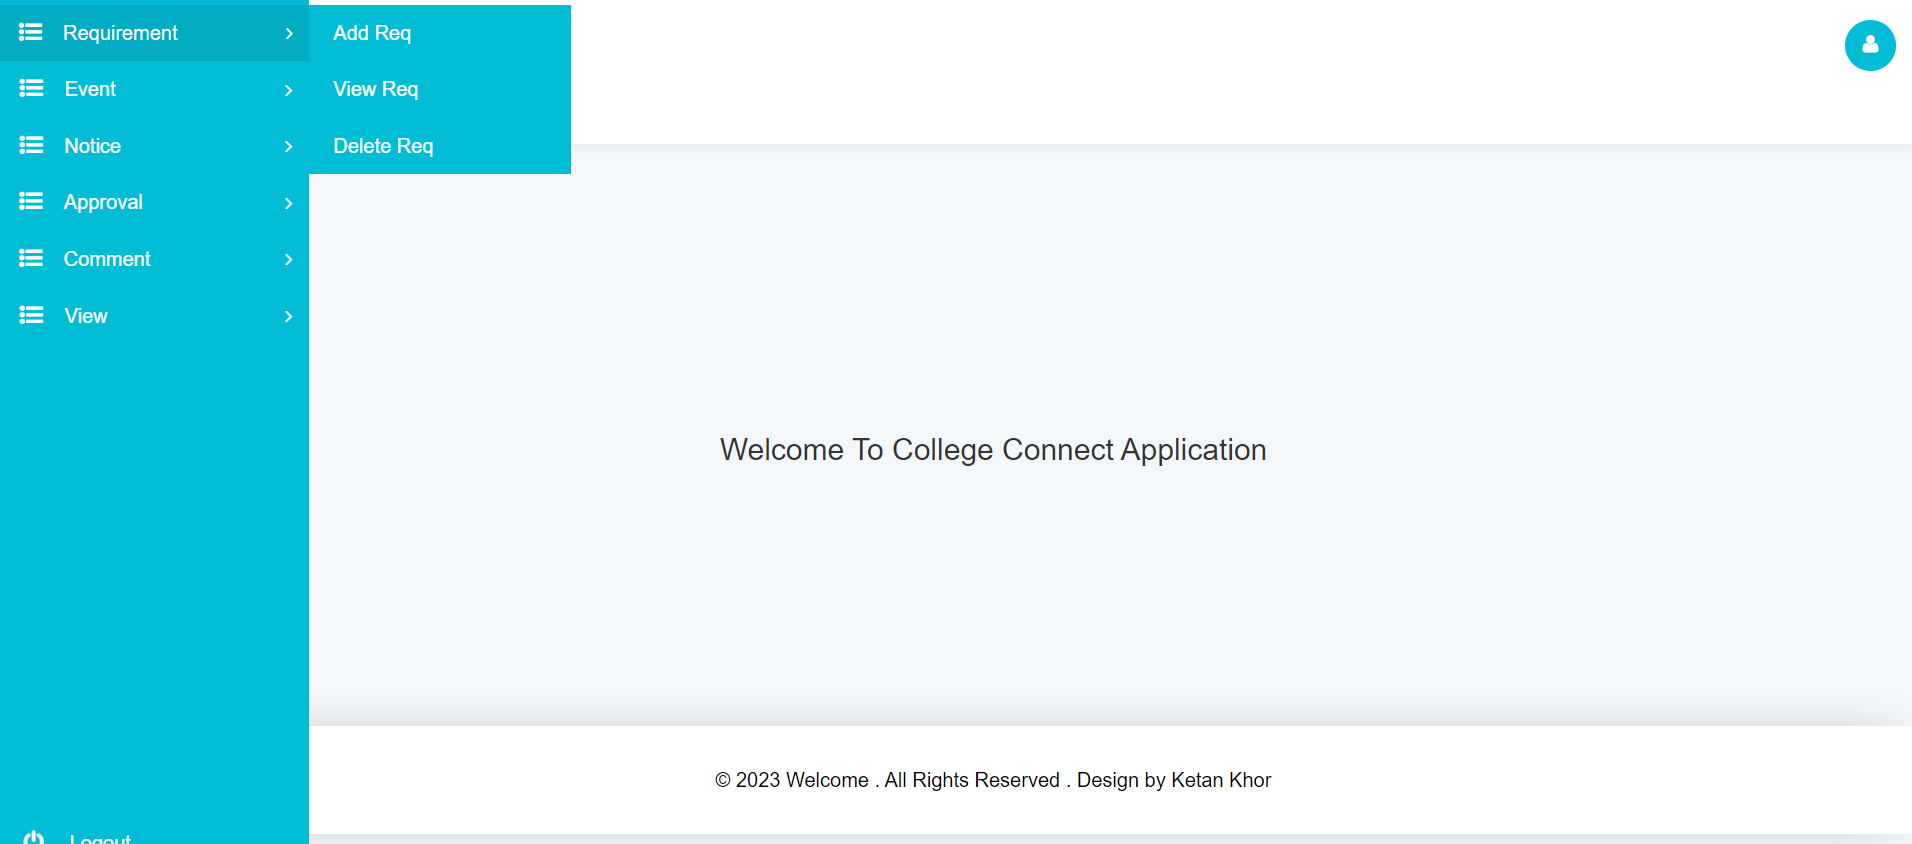 Requirement
Add Req
Event
View Req
Notice
Delete Req
Approval
Comment
View
Welcome To College Connect Application
© 2023 Welcome . All Rights Reserved . Design by Ketan Khor
Logout